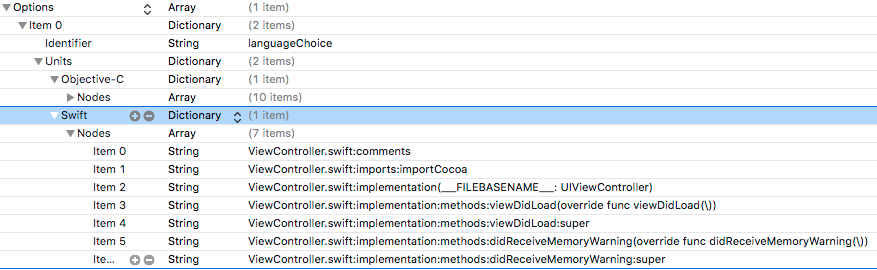 Options Array (1 item)
Item 0 Dictionary (2 items)
Identifier String languageChoice
Units Dictionary (2 items)
Objective-C Dictionary (1 item)
Nodes Array (10 items)
Swift Dictionary (1 item)
Nodes Array (7 items)
Item 0 String ViewController.swift:comments
Item 1 String ViewController.swift:imports:importCocoa
Item 2 String ViewController.swift:implementation(___FILEBASENAME___: UIViewController)
Item 3 String ViewController.swift:implementation:methods:viewDidLoad(override func viewDidLoad(\))
Item 4 String ViewController.swift:implementation:methods:viewDidLoad:super
Item 5 String ViewController.swift:implementation:methods:didReceiveMemoryWarning(override func didReceiveMemoryWarning(\))
Ite... String ViewController.swift:implementation:methods:didReceiveMemoryWarning:super